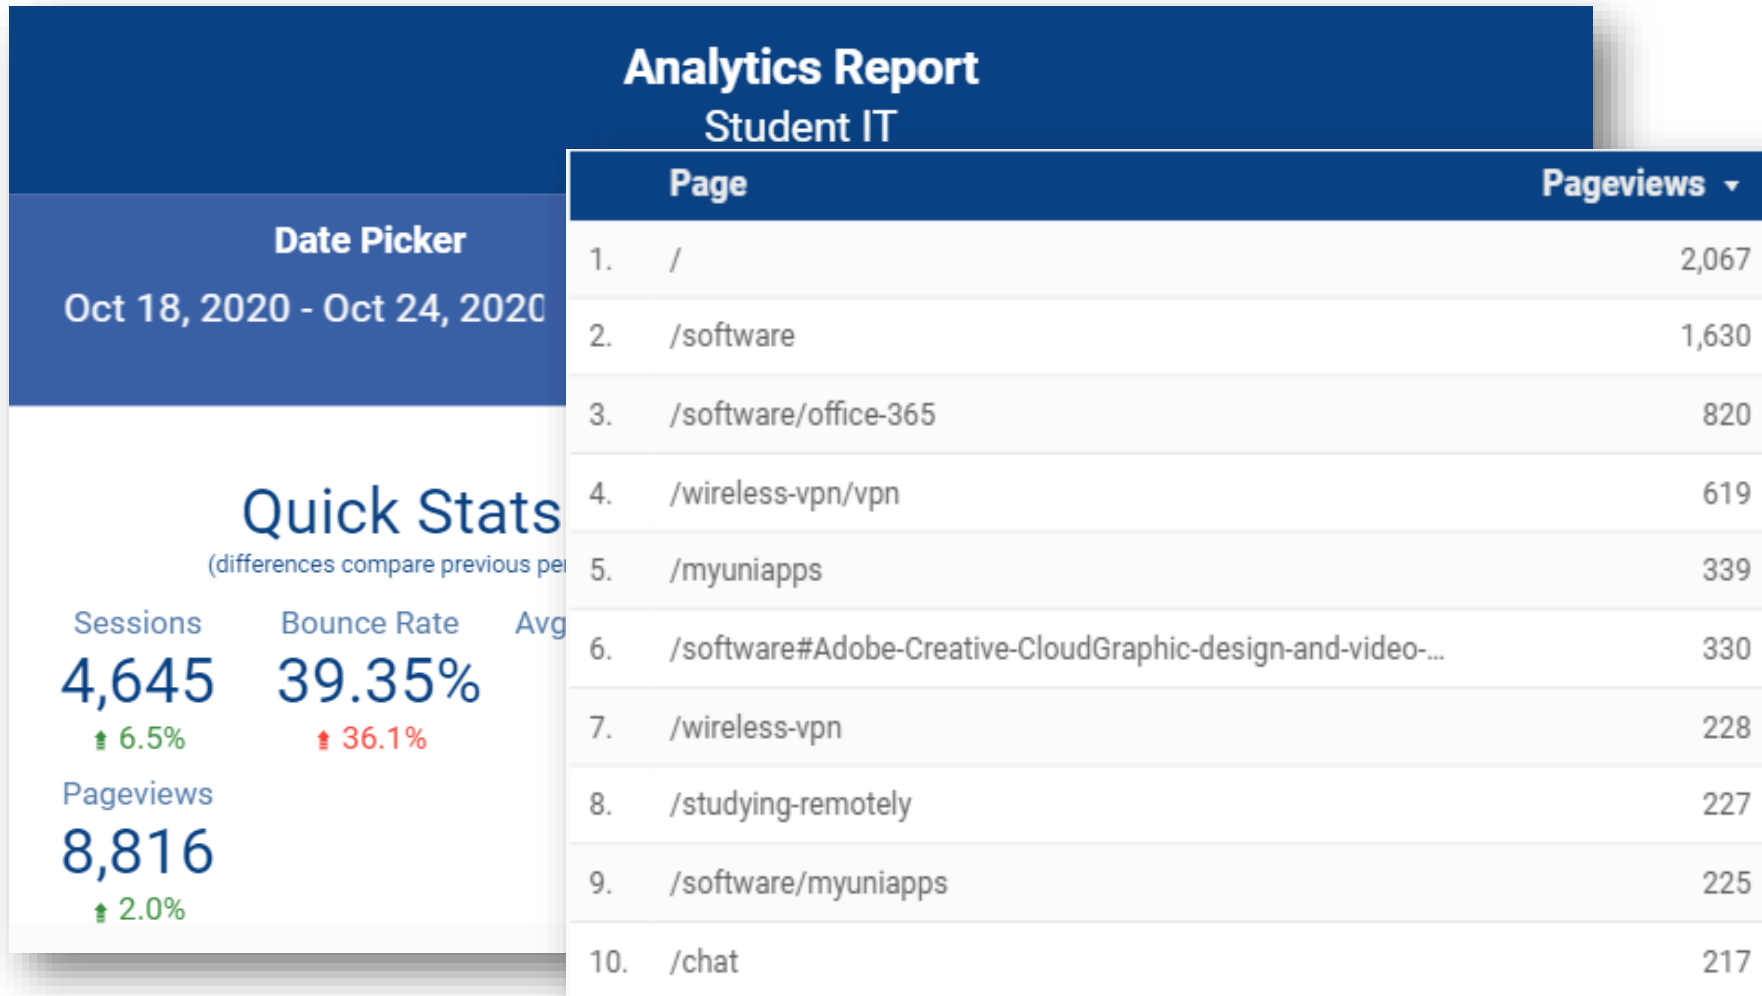 Analytics Report
Student IT
Date Picker
Oct 18, 2020 - Oct 24, 2020
Quick Stats
(differences compare previous
Sessions Bounce Rate Avg
4,645 39.35%
6.5% 36.1%
Pageviews
8,816
2.0%
Page Pageviews
1. / 2,067
2. /software 1,630
3. /software/office-365 820
4. /wireless-vpn/vpn 619
5. /myuniapps 339
6. /software#Adobe-Creative-CloudGraphic-design-and-video-... 330
7. /wireless-vpn 228
8. /studying-remotely 227
9. /software/myuniapps 225
10. /chat 217